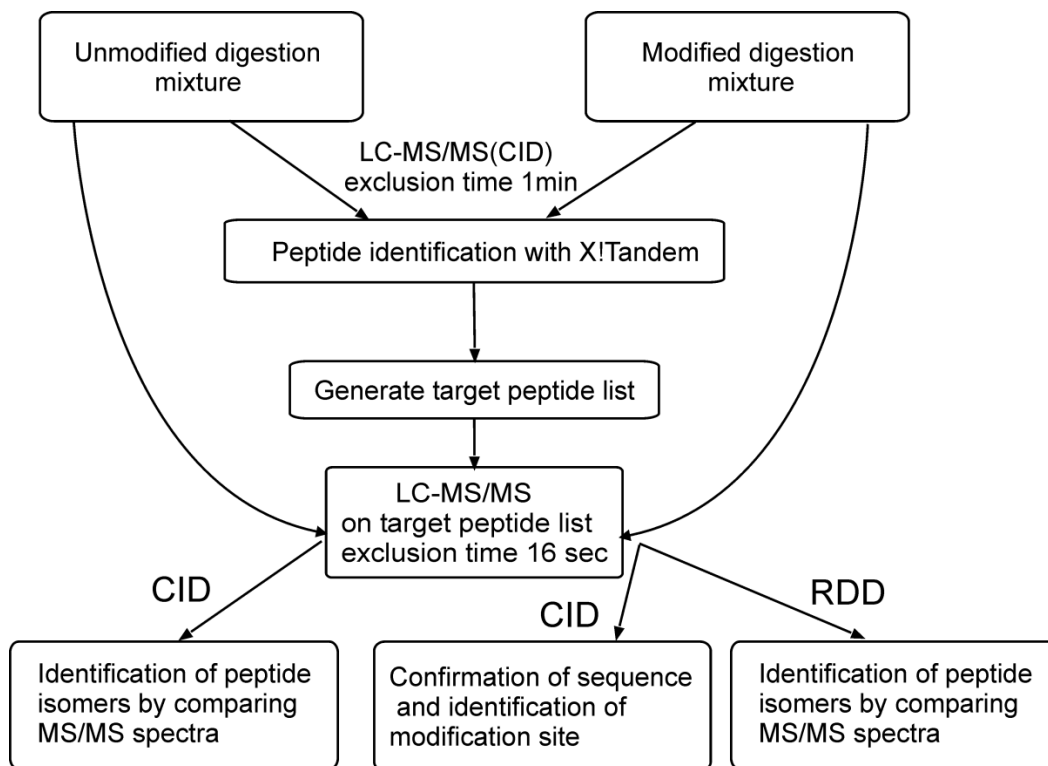 Unmodified digestion
mixture
Modified digestion
mixture
LC-MS/MS(CID)
exclusion time 1min
Peptide identification with X!Tandem
Generate target peptide list
LC-MS/MS
on target peptide list
exclusion time 16 sec
CID
CID
RDD
Identification of peptide
isomers by comparing
MS/MS spectra
Confirmation of sequence
and identification of
modification site
Identification of peptide
isomers by comparing
MS/MS spectra